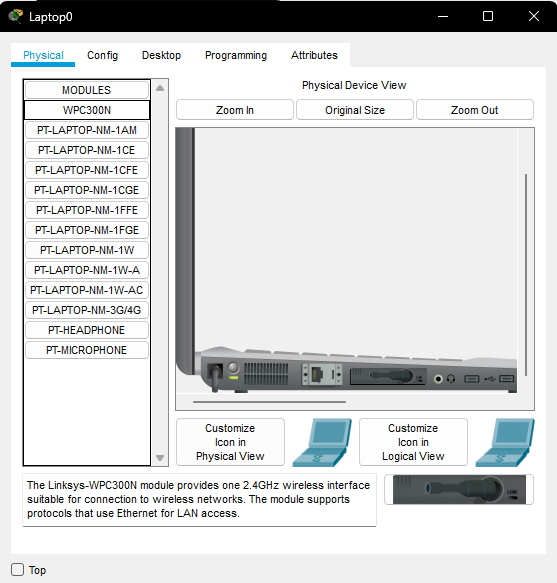 Laptop0
Physical
Config
Desktop
Programming
Attributes
MODULES
WPC300N
PT-LAPTOP-NM-1AM
PT-LAPTOP-NM-1CE
PT-LAPTOP-NM-1CFE
PT-LAPTOP-NM-1CGE
PT-LAPTOP-NM-1FFE
PT-LAPTOP-NM-1FGE
PT-LAPTOP-NM-1W
PT-LAPTOP-NM-1W-A
PT-LAPTOP-NM-1W-AC
PT-LAPTOP-NM-3G/4G
PT-HEADPHONE
PT-MICROPHONE
Physical Device View
Zoom In
Original Size
Zoom Out
Customize
Icon in
Physical View
Customize
Icon in
Logical View
The Linksys-WPC300N module provides one 2.4GHz wireless interface
suitable for connection to wireless networks. The module supports
protocols that use Ethernet for LAN access.
LINK
Top